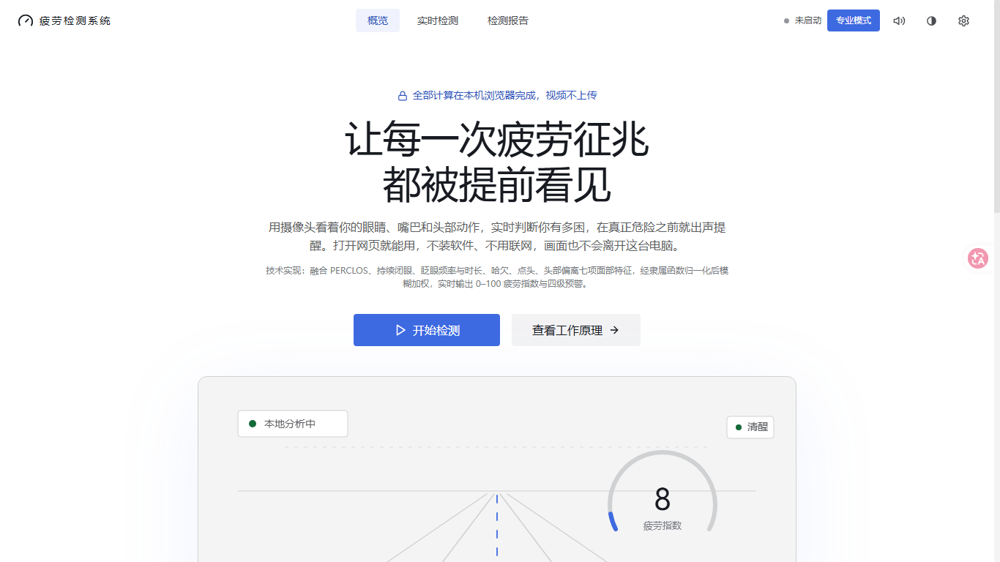 疲劳检测系统
概览
实时检测
检测报告
未启动
专业模式
全部计算在本机浏览器完成，视频不上传
让每一次疲劳征兆
都被提前看见
用摄像头看着你的眼睛、嘴巴和头部动作，实时判断你有多困，在真正危险之前就出声提
醒。打开网页就能用，不装软件、不用联网，画面也不会离开这台电脑。
技术实现：融合 PERCLOS、持续闭眼、眨眼频率与时长、哈欠、点头、头部偏离七项面部特征，经隶属函数归一化后模
糊加权，实时输出 0–100 疲劳指数与四级预警。
开始检测
查看工作原理
本地分析中
清醒
8
疲劳指数